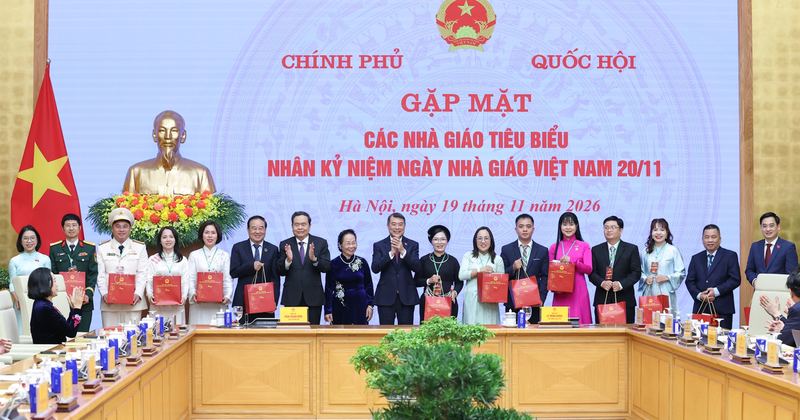 CHÍNH PHỦ QUỐC HỘI
GẶP MẶT
CÁC NHÀ GIÁO TIÊU BIỂU
NHÂN KỶ NIỆM NGÀY NHÀ GIÁO VIỆT NAM 20/11
Hà Nội, ngày 19 tháng 11 năm 2026